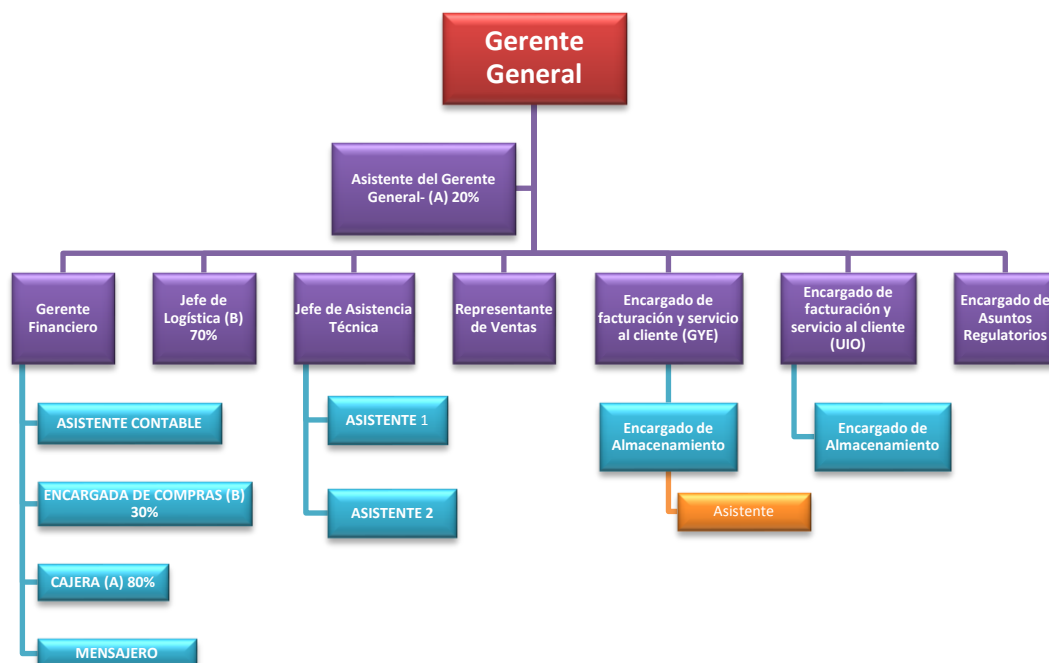 Gerente
General
Asistente del Gerente
General- (A) 20%
Gerente
Financiero
Jefe de
Logística (B)
70%
Jefe de Asistencia
Técnica
Representante
de Ventas
Encargado de
facturación y servicio
al cliente (GYE)
Encargado de
facturación y
servicio al cliente
(UIO)
Encargado de
Asuntos
Regulatorios
ASISTENTE CONTABLE
ENCARGADA DE COMPRAS (B)
30%
CAJERA (A) 80%
MENSAJERO
ASISTENTE 1
ASISTENTE 2
Encargado de
Almacenamiento
Asistente
Encargado de
Almacenamiento